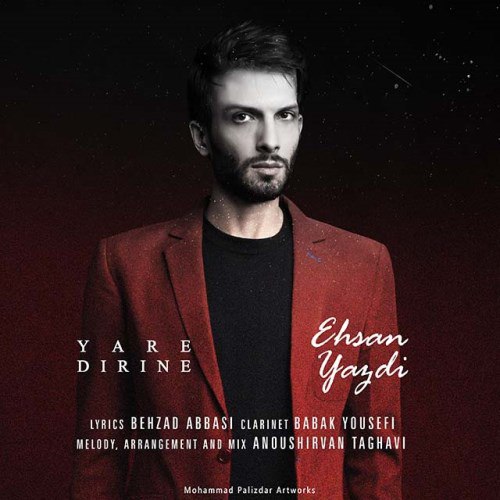 YARE
DIRINE
Ehsan
Yazdi
LYRICS BEHZAD ABBASI CLARINET BABAK YOUSEFI
MELODY, ARRANGEMENT AND MIX ANOUSHIRVAN TAGHAVI
Mohammad Palizdar Artworks